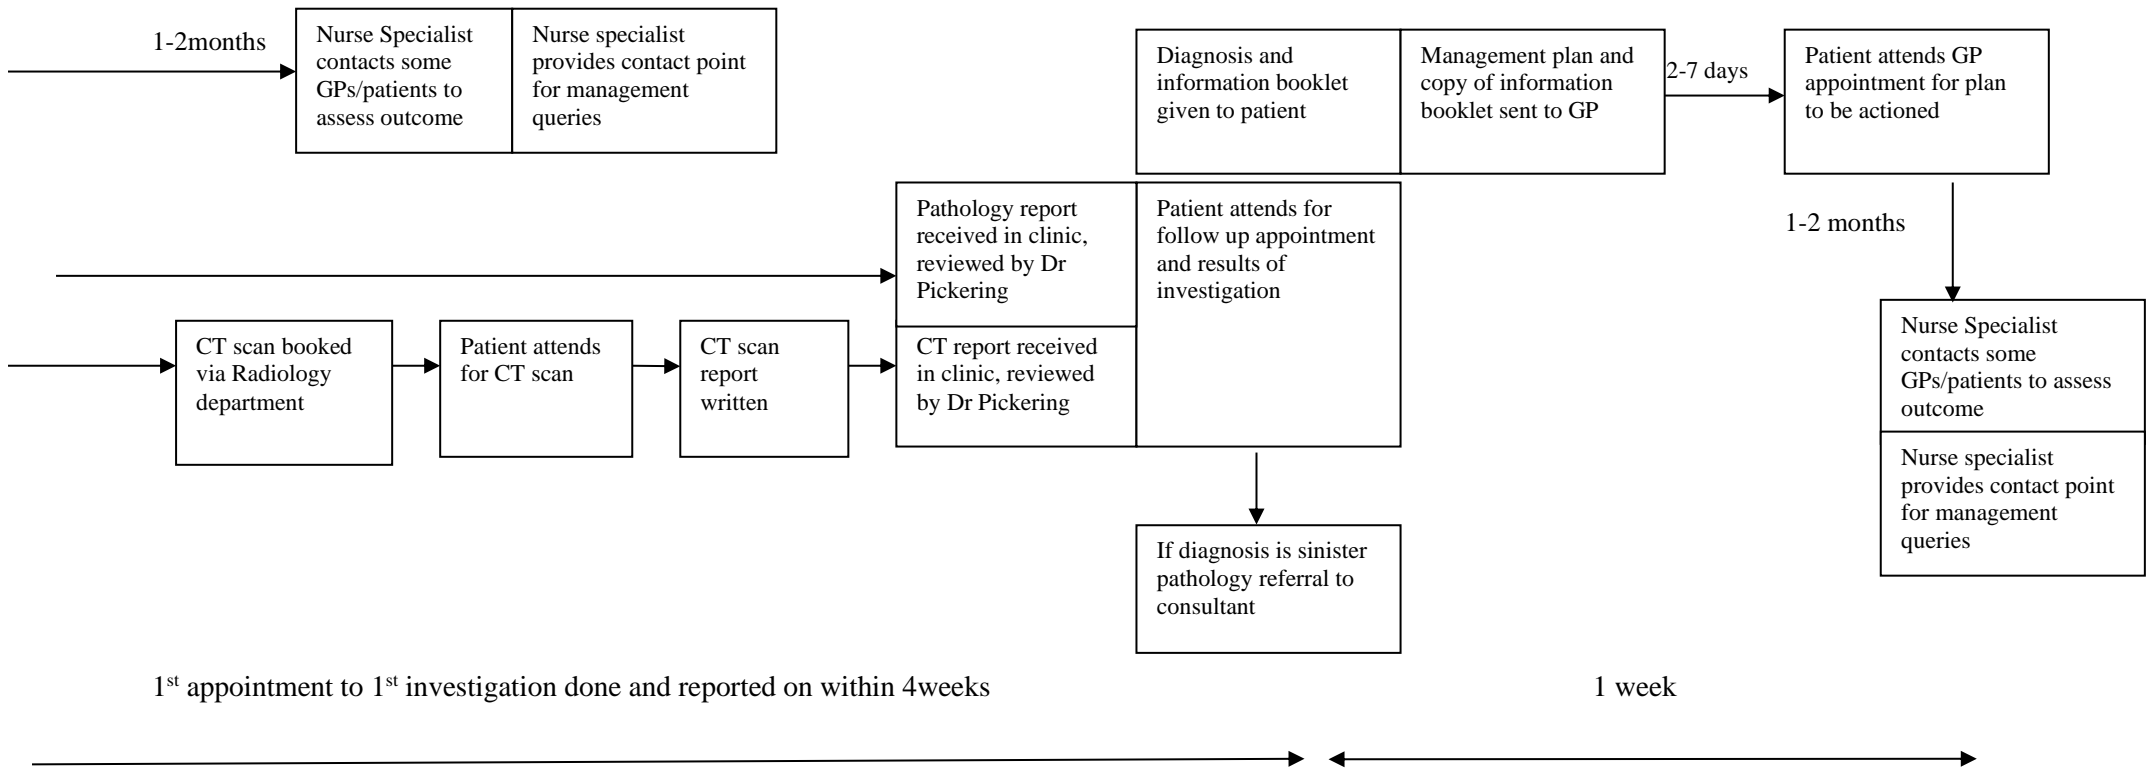 1-2months
Nurse Specialist
contacts some
GPs/patients to
assess outcome
Nurse specialist
provides contact point
for management
queries
Diagnosis and
information booklet
given to patient
Management plan and
copy of information
booklet sent to GP
2-7 days
Patient attends GP
appointment for plan
to be actioned
Pathology report
received in clinic,
reviewed by Dr
Pickering
Patient attends for
follow up appointment
and results of
investigation
1-2 months
CT scan booked
via Radiology
department
Patient attends
for CT scan
CT scan
report
written
CT report received
in clinic, reviewed
by Dr Pickering
Nurse Specialist
contacts some
GPs/patients to assess
outcome
Nurse specialist
provides contact point
for management
queries
If diagnosis is sinister
pathology referral to
consultant
1st appointment to 1st investigation done and reported on within 4weeks
1 week